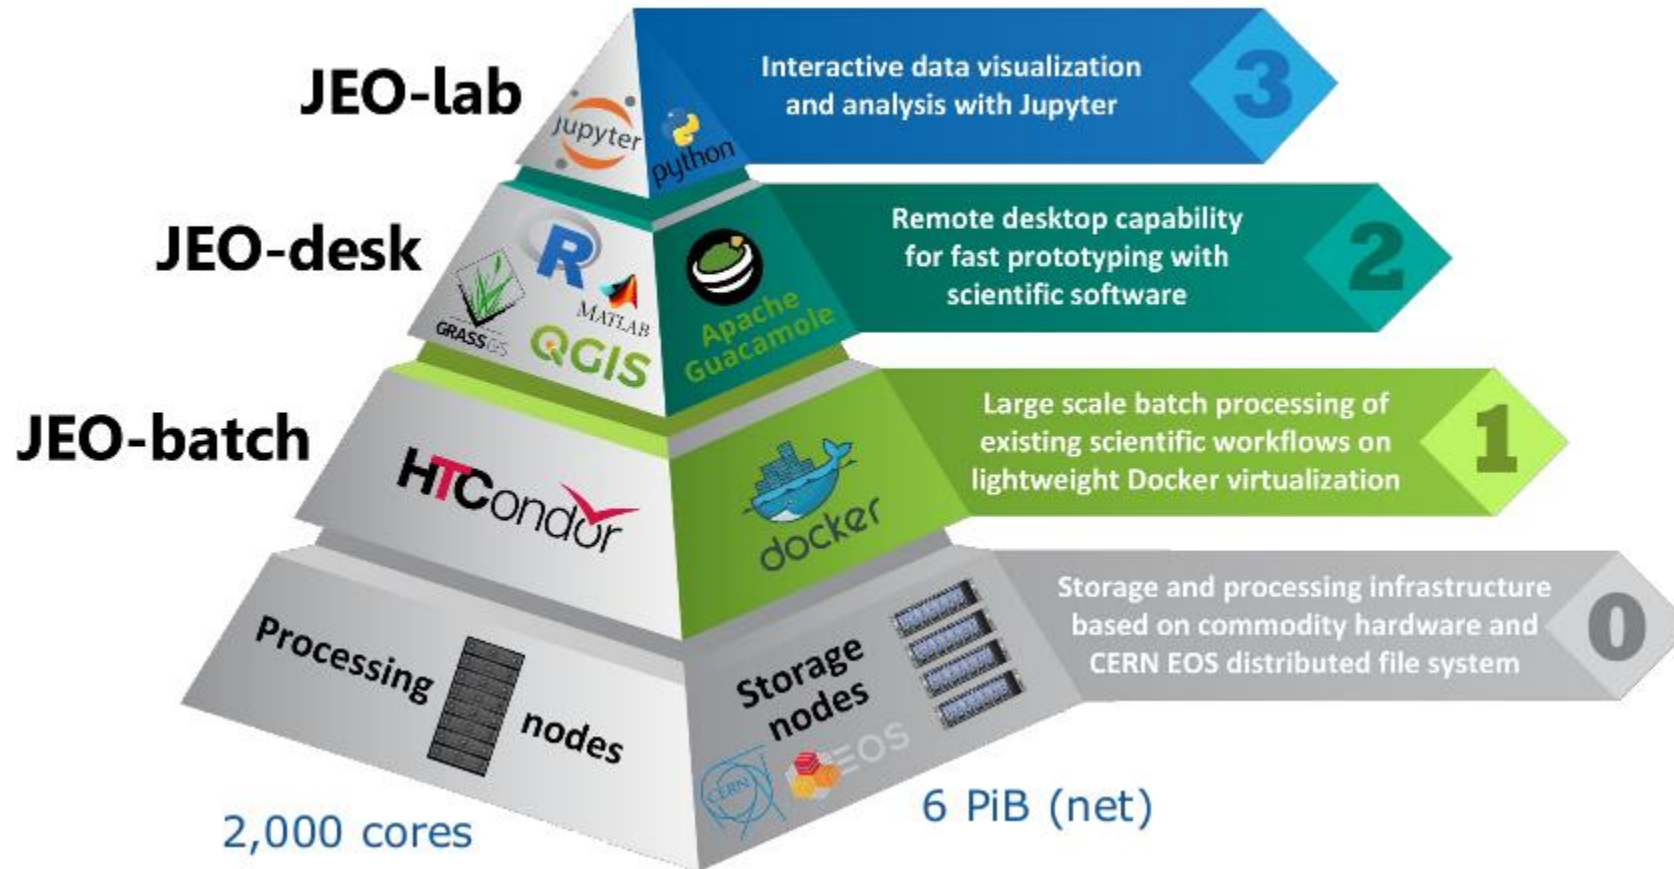 JEO-lab
jupyter
python
Interactive data visualization
and analysis with Jupyter
3
JEO-desk
R
MATLAB
GRASS GIS
QGIS
Apache
Guacamole
Remote desktop capability
for fast prototyping with
scientific software
2
JEO-batch
HTCondor
docker
Large scale batch processing of
existing scientific workflows on
lightweight Docker virtualization
1
Processing
nodes
Storage
nodes
CERN
EOS
Storage and processing infrastructure
based on commodity hardware and
CERN EOS distributed file system
0
2,000 cores
6 PiB (net)